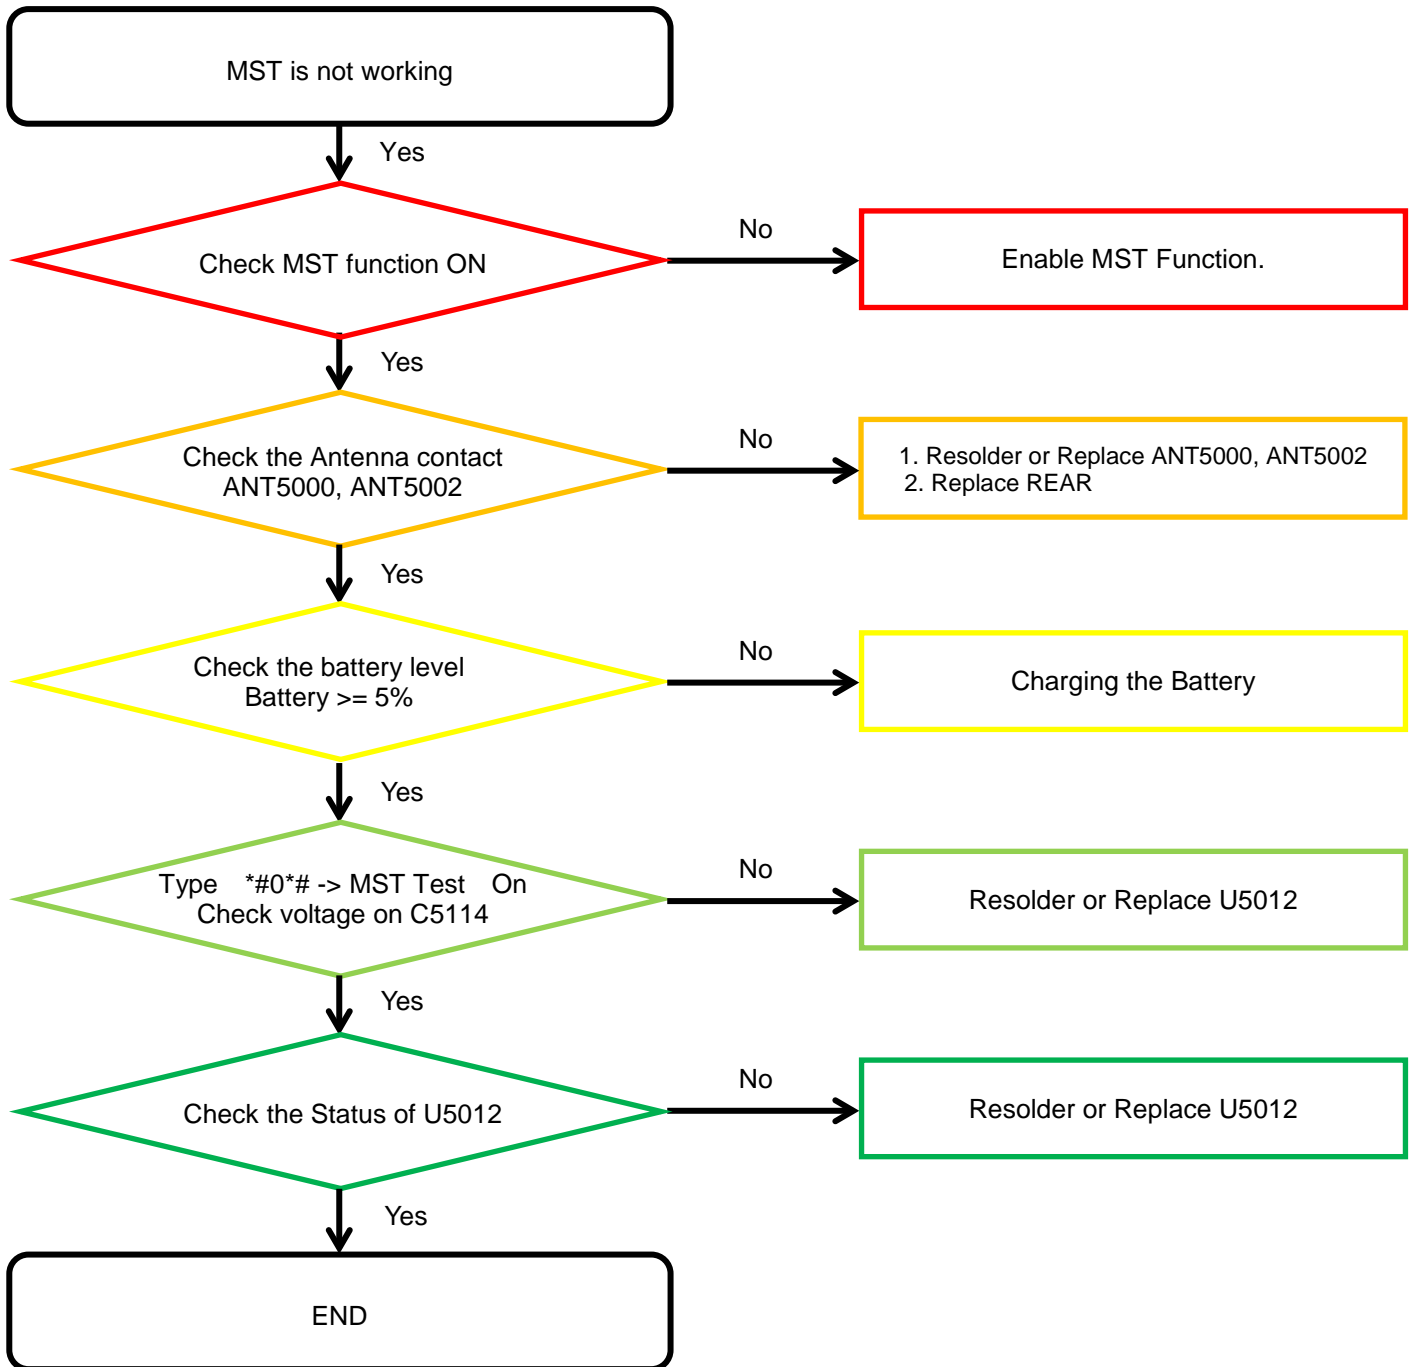 MST is not working
Yes
Check MST function ON
No
Enable MST Function.
Yes
Check the Antenna contact
ANT5000, ANT5002
No
1. Resolder or Replace ANT5000, ANT5002
2. Replace REAR
Yes
Check the battery level
Battery >= 5%
No
Charging the Battery
Yes
Type *#0*# -> MST Test On
Check voltage on C5114
No
Resolder or Replace U5012
Yes
Check the Status of U5012
No
Resolder or Replace U5012
Yes
END